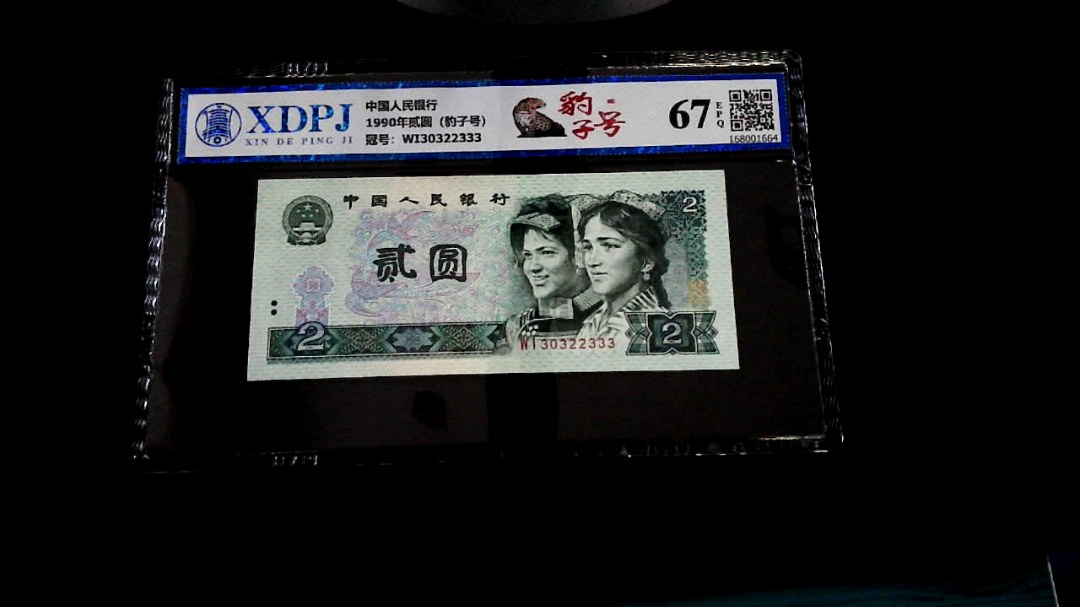 XDPJ
XIN DE PING JI
中国人民银行
1990年贰圆（豹子号）
冠号：WI30322333
豹子号
67
EPQ
168001664
中国人民银行
2
贰圆
2
2
WI30322333